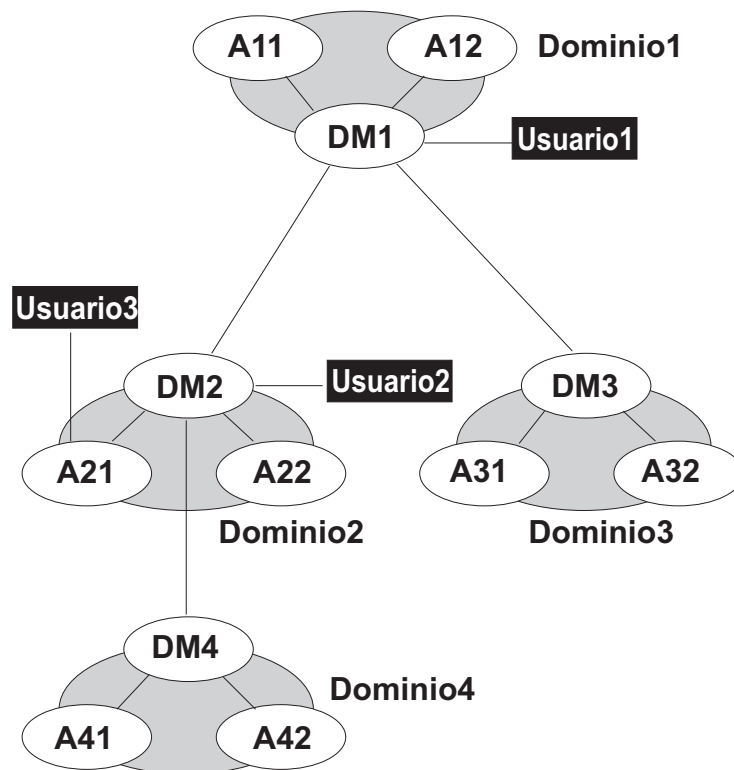 A11
A12
Dominio1
DM1
Usuario1
Usuario3
DM2
Usuario2
DM3
A21
A22
A31
A32
Dominio2
Dominio3
DM4
Dominio4
A41
A42